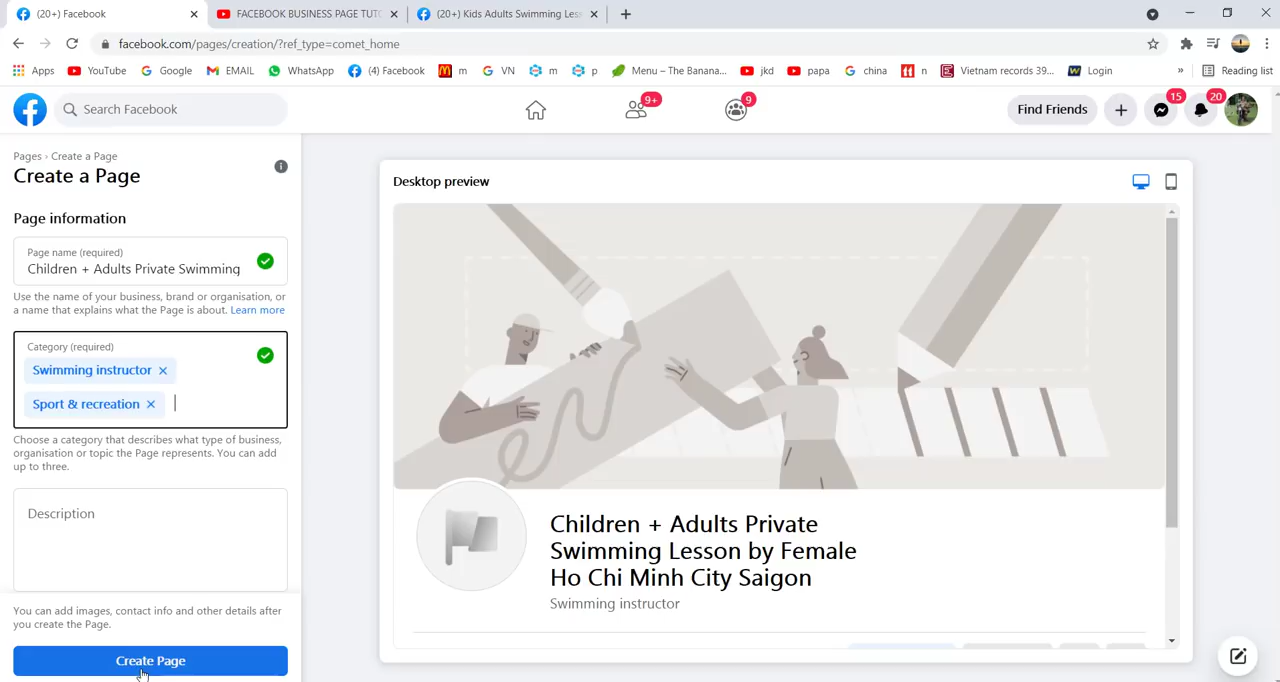 (20+) Facebook
FACEBOOK BUSINESS PAGE TUT
(20+) Kids Adults Swimming Les
facebook.com/pages/creation/?ref_type=comet_home
Apps
YouTube
Google
EMAIL
WhatsApp
(4) Facebook
m
VN
m
p
Menu – The Banana...
jkd
papa
china
n
Vietnam records 39...
Login
»
Reading list
Search Facebook
9+
9
Find Friends
15
20
Pages › Create a Page
Create a Page
Page information
Page name (required)
Children + Adults Private Swimming
Use the name of your business, brand or organisation, or
a name that explains what the Page is about. Learn more
Category (required)
Swimming instructor ×
Sport & recreation ×
Choose a category that describes what type of business,
organisation or topic the Page represents. You can add
up to three.
Description
You can add images, contact info and other details after
you create the Page.
Create Page
Desktop preview
Children + Adults Private
Swimming Lesson by Female
Ho Chi Minh City Saigon
Swimming instructor